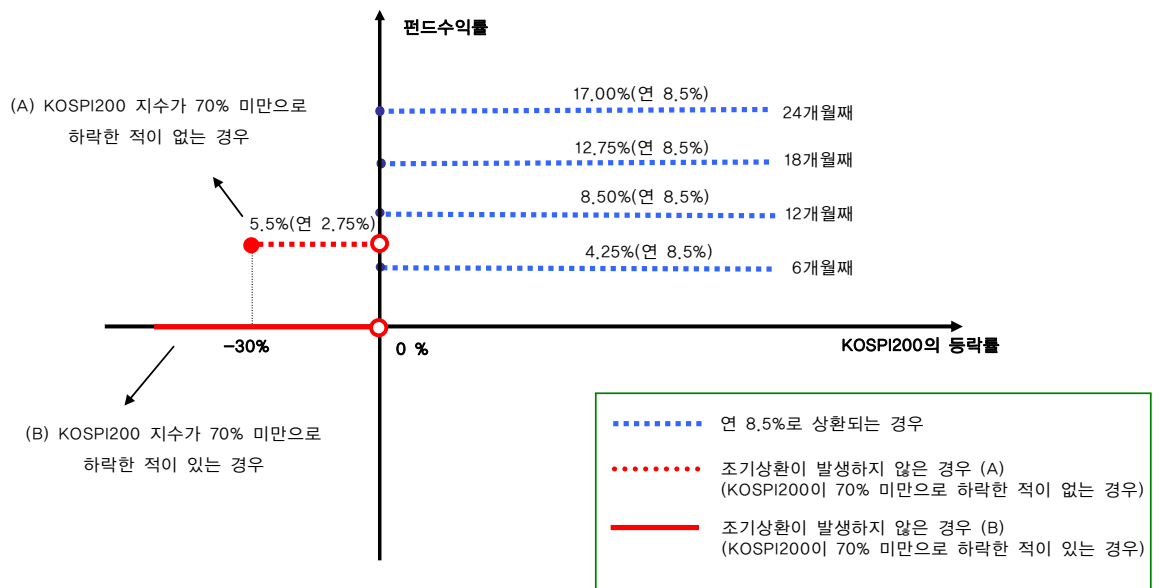 펀드수익률
17.00%(연 8.5%)
24개월째
(A) KOSPI200 지수가 70% 미만으로
하락한 적이 없는 경우
12.75%(연 8.5%)
18개월째
8.50%(연 8.5%)
12개월째
5.5%(연 2.75%)
4.25%(연 8.5%)
6개월째
-30%
0 %
KOSPI200의 등락률
(B) KOSPI200 지수가 70% 미만으로
하락한 적이 있는 경우
연 8.5%로 상환되는 경우
조기상환이 발생하지 않은 경우 (A)
(KOSPI200이 70% 미만으로 하락한 적이 없는 경우)
조기상환이 발생하지 않은 경우 (B)
(KOSPI200이 70% 미만으로 하락한 적이 있는 경우)